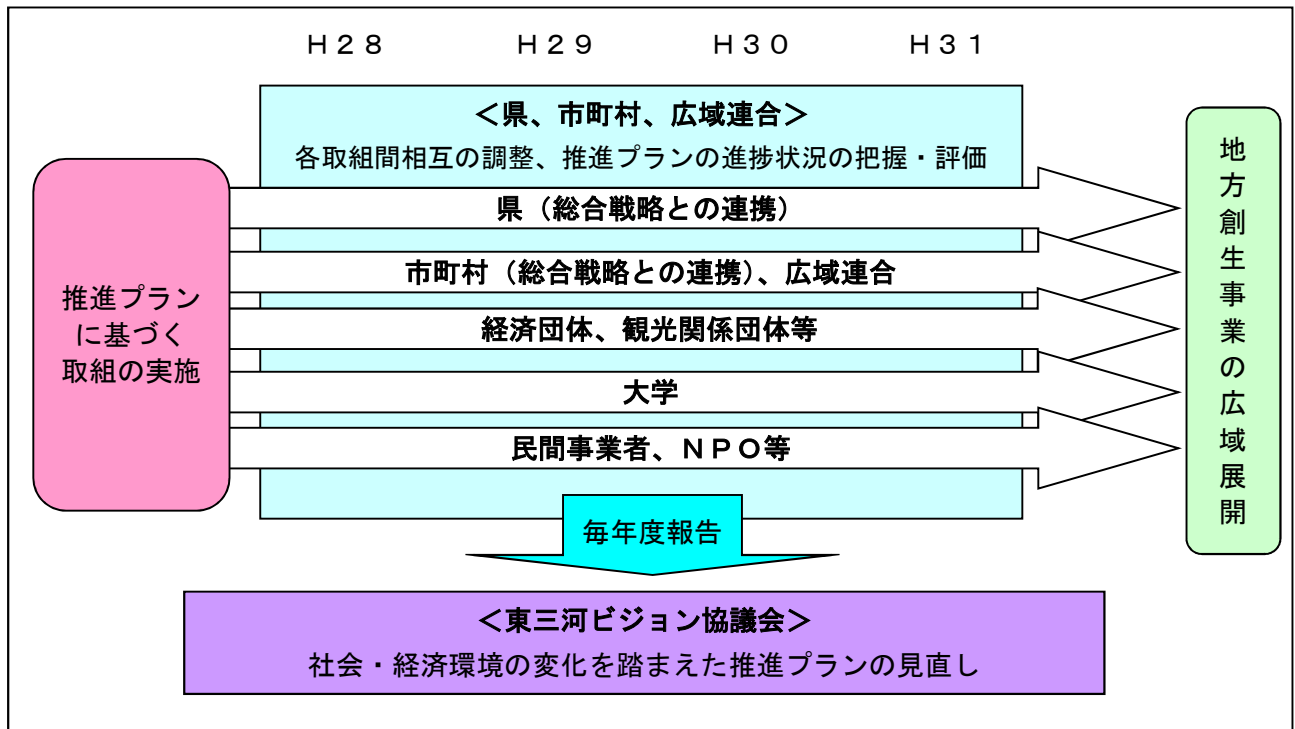 H28 H29 H30 H31
＜県、市町村、広域連合＞
各取組間相互の調整、推進プランの進捗状況の把握・評価
推進プラン
に基づく
取組の実施
県（総合戦略との連携）
市町村（総合戦略との連携）、広域連合
経済団体、観光関係団体等
大学
民間事業者、ＮＰＯ等
地方創生事業の広域展開
毎年度報告
＜東三河ビジョン協議会＞
社会・経済環境の変化を踏まえた推進プランの見直し